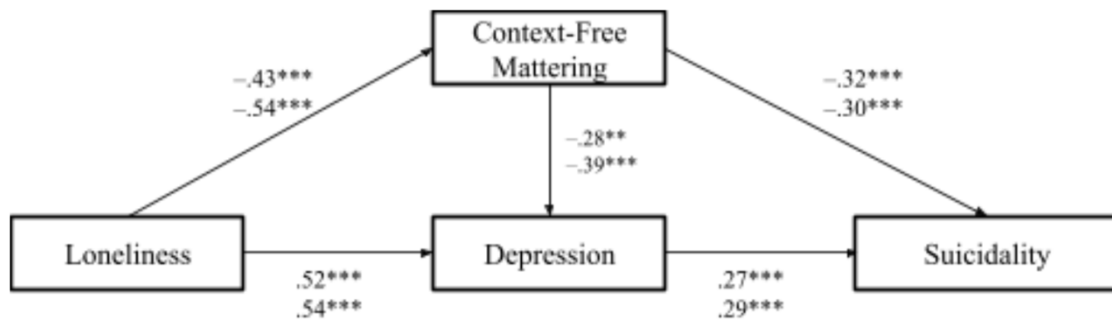 Context-Free
Mattering
–.43***
–.54***
–.32***
–.30***
–.28**
–.39***
Loneliness
Depression
Suicidality
.52***
.54***
.27***
.29***